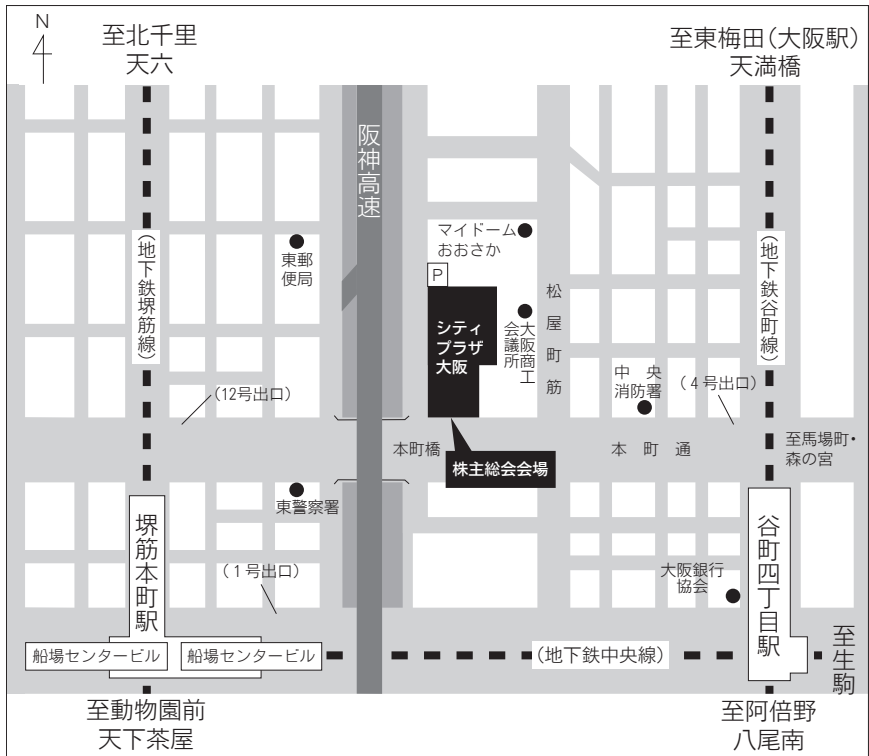 N
至北千里
天六
至東梅田（大阪駅）
天満橋
阪神高速
（地下鉄堺筋線）
（地下鉄谷町線）
東郵
便局
マイドーム
おおさか
P
シティ
プラザ
大阪
大阪商工
会議所
松屋町筋
中央
消防署
（12号出口）
（4号出口）
本町橋
株主総会会場
本町通
至馬場町・
森の宮
東警察署
堺筋本町駅
（1号出口）
大阪銀行
協会
谷町四丁目駅
船場センタービル
船場センタービル
（地下鉄中央線）
至生駒
至動物園前
天下茶屋
至阿倍野
八尾南